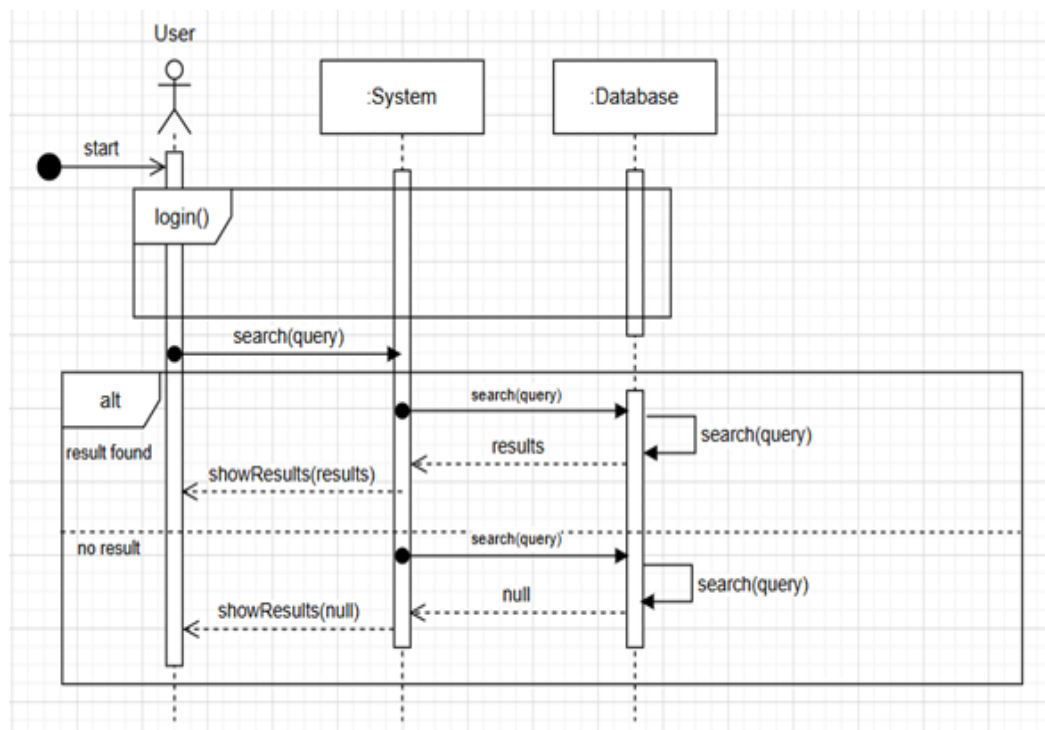 User
:System
:Database
start
login()
search(query)
alt
search(query)
search(query)
result found
results
showResults(results)
search(query)
no result
search(query)
null
showResults(null)